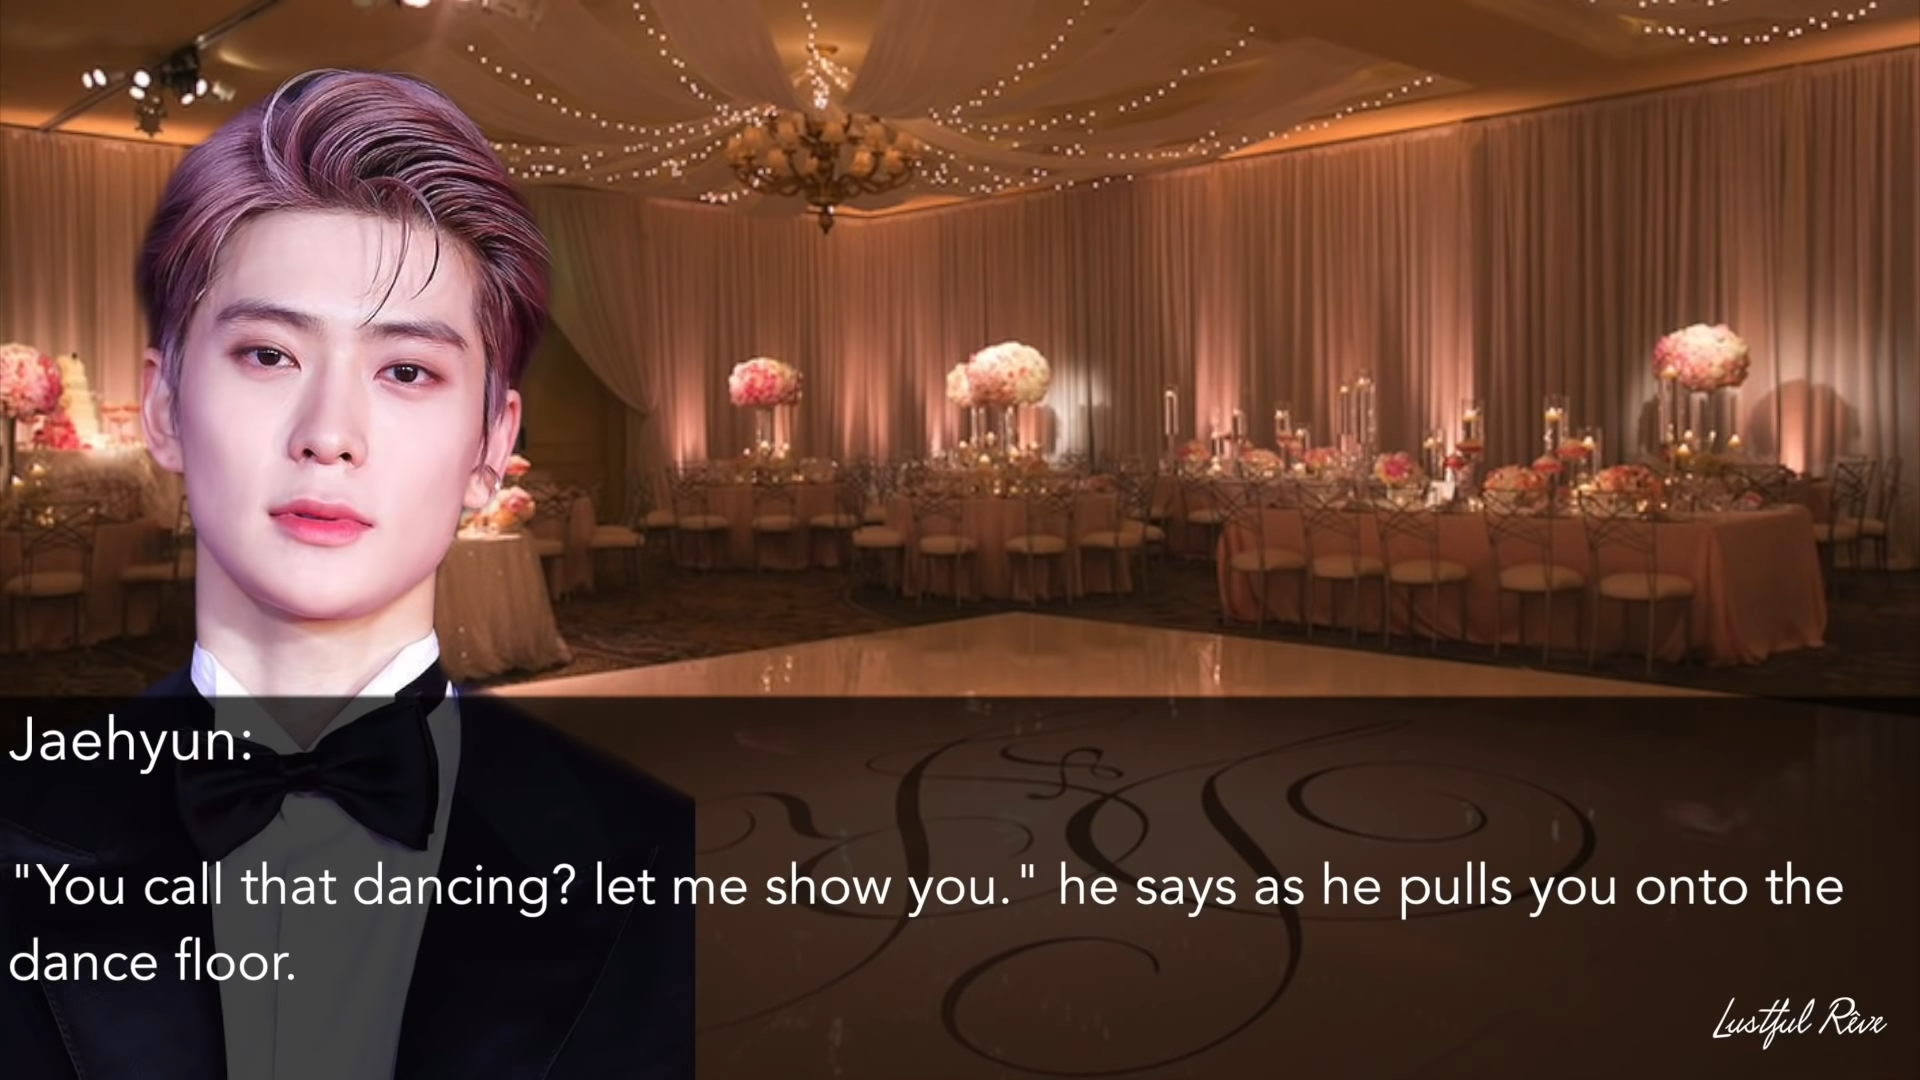 Jaehyun:
"You call that dancing? let me show you." he says as he pulls you onto the
dance floor.
Lustful Rêve